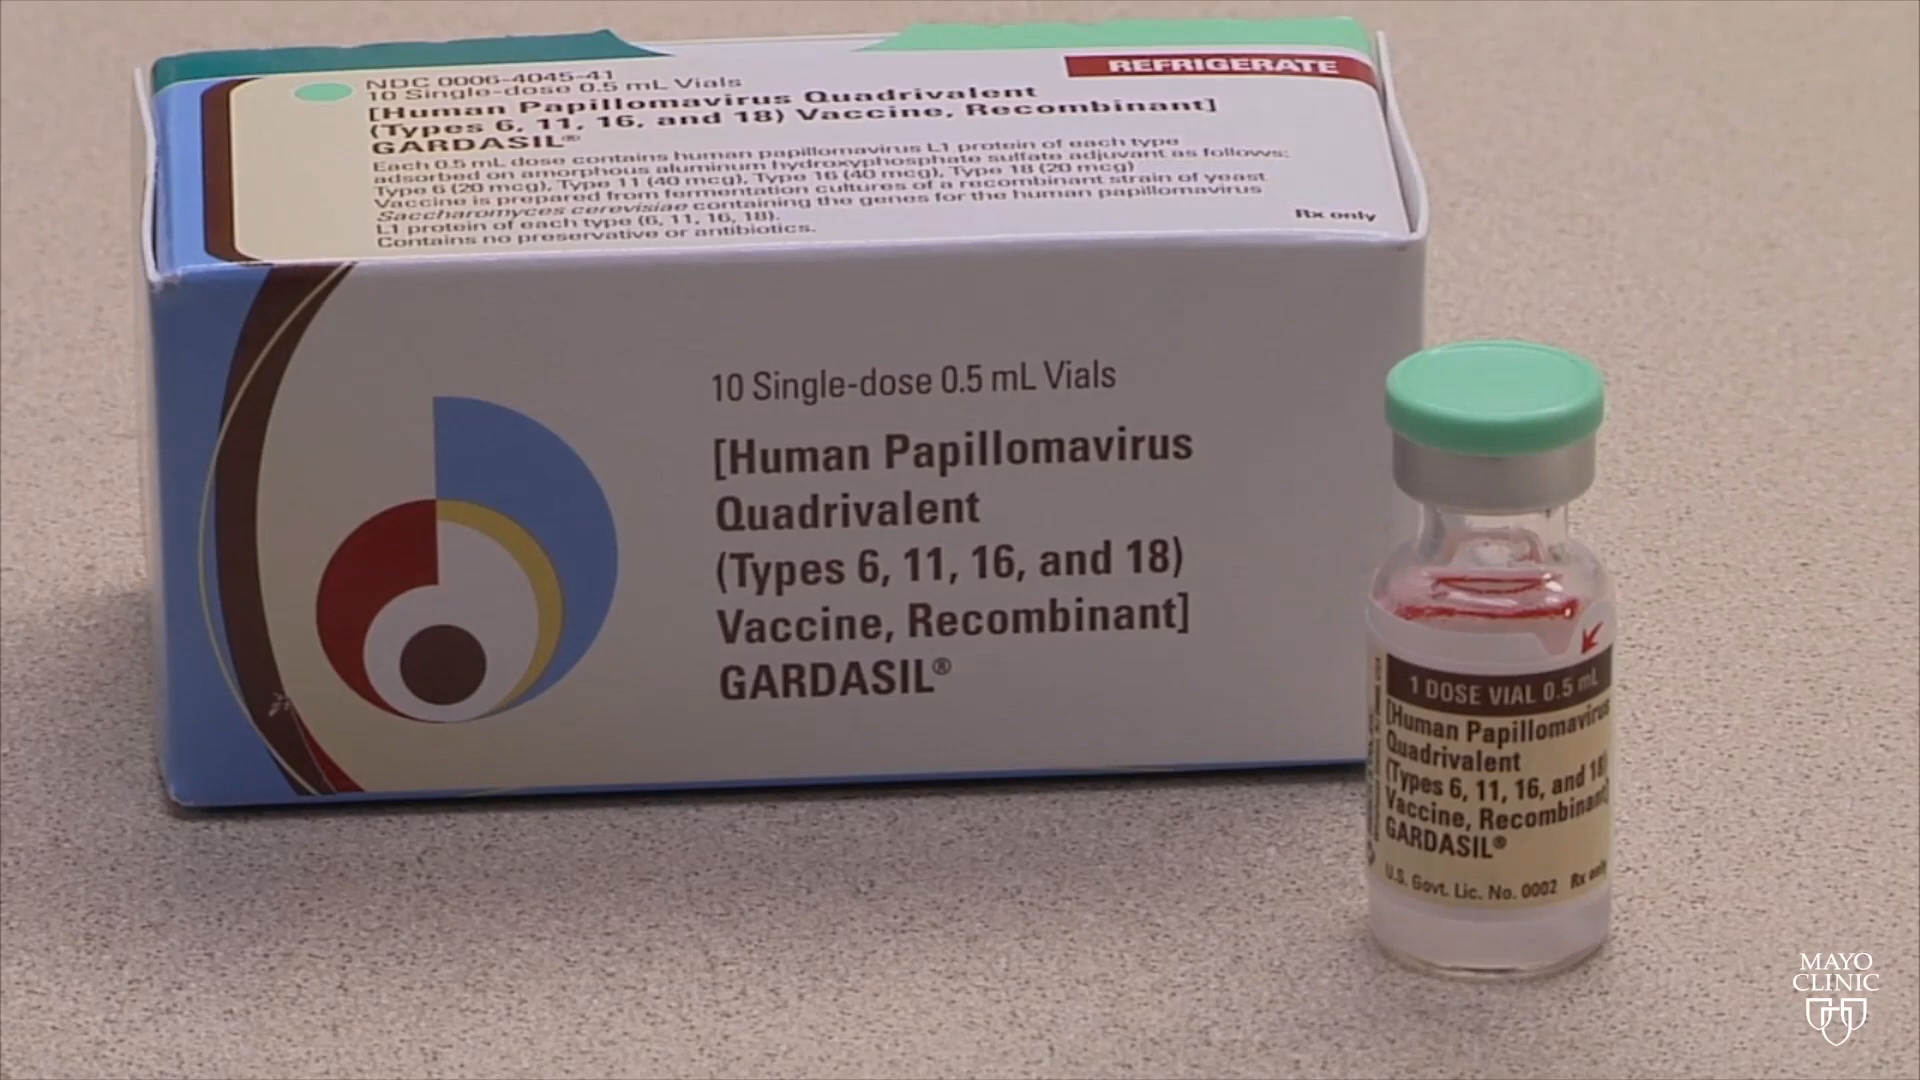 NDC 0006-4045-41
10 Single-dose 0.5 mL Vials
[Human Papillomavirus Quadrivalent
(Types 6, 11, 16, and 18) Vaccine, Recombinant]
GARDASIL®
Each 0.5 mL dose contains human papillomavirus L1 protein of each type
adsorbed on amorphous aluminum hydroxyphosphate sulfate adjuvant as follows:
Type 6 (20 mcg), Type 11 (40 mcg), Type 16 (40 mcg), Type 18 (20 mcg)
Vaccine is prepared from fermentation cultures of a recombinant strain of yeast
Saccharomyces cerevisiae containing the genes for the human papillomavirus
L1 protein of each type (6, 11, 16, 18).
Contains no preservative or antibiotics.
REFRIGERATE
Rx only
10 Single-dose 0.5 mL Vials
[Human Papillomavirus
Quadrivalent
(Types 6, 11, 16, and 18)
Vaccine, Recombinant]
GARDASIL®
1 DOSE VIAL 0.5 mL
[Human Papillomavirus
Quadrivalent
(Types 6, 11, 16, and 18)
Vaccine, Recombinant]
GARDASIL®
U.S. Govt. Lic. No. 0002 Rx only
MAYO
CLINIC